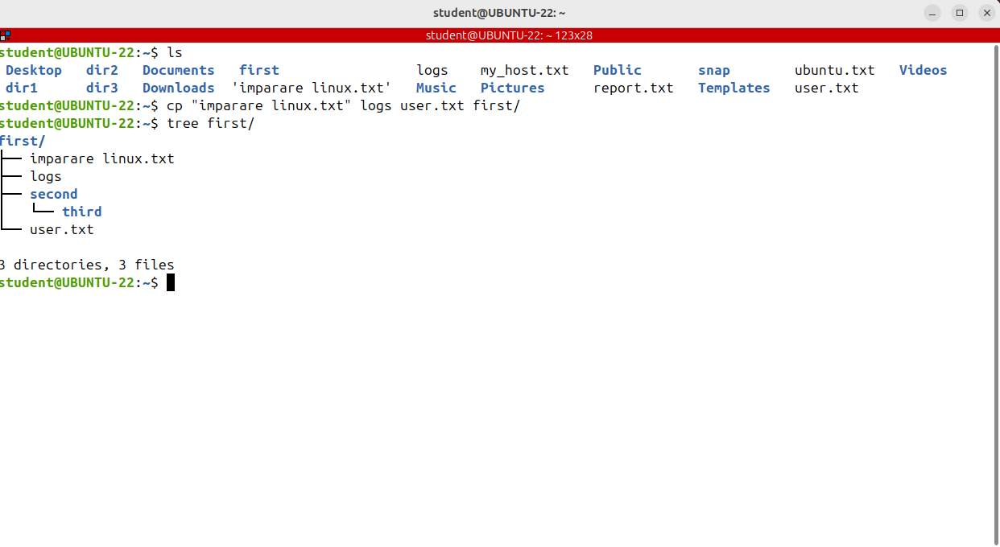 student@UBUNTU-22: ~
student@UBUNTU-22: ~ 123x28
student@UBUNTU-22:~$ ls
Desktop dir2 Documents first logs my_host.txt Public snap ubuntu.txt Videos
dir1 dir3 Downloads 'imparare linux.txt' Music Pictures report.txt Templates user.txt
student@UBUNTU-22:~$ cp "imparare linux.txt" logs user.txt first/
student@UBUNTU-22:~$ tree first/
first/
├── imparare linux.txt
├── logs
├── second
│   └── third
└── user.txt
3 directories, 3 files
student@UBUNTU-22:~$